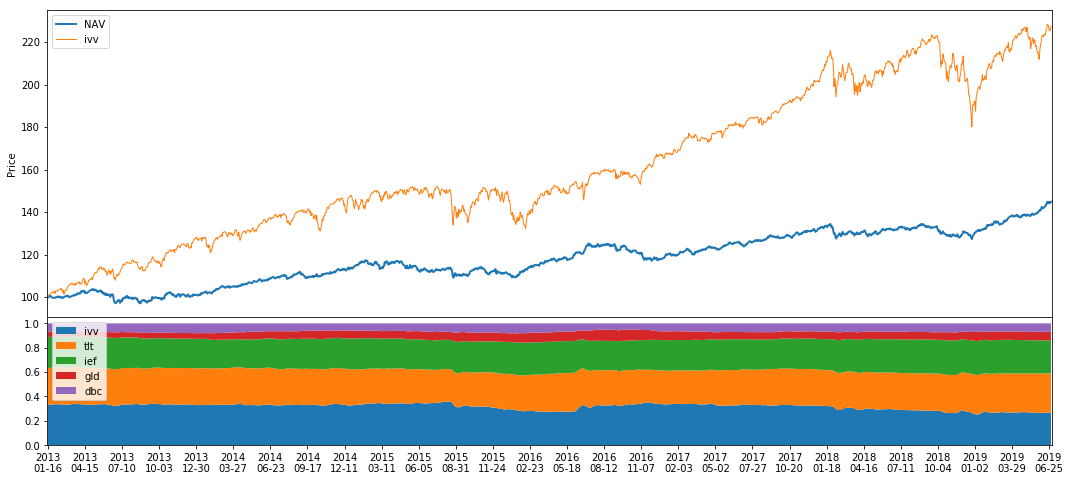 NAV
ivv
Price
220
200
180
160
140
120
100
ivv
tlt
ief
gld
dbc
1.0
0.8
0.6
0.4
0.2
0.0
2013 2013 2013 2013 2013 2014 2014 2014 2014 2015 2015 2015 2015 2016 2016 2016 2016 2017 2017 2017 2017 2018 2018 2018 2018 2019 2019 2019
01-16 04-15 07-10 10-03 12-30 03-27 06-23 09-17 12-11 03-11 06-05 08-31 11-24 02-23 05-18 08-12 11-07 02-03 05-02 07-27 10-20 01-18 04-16 07-11 10-04 01-02 03-29 06-25